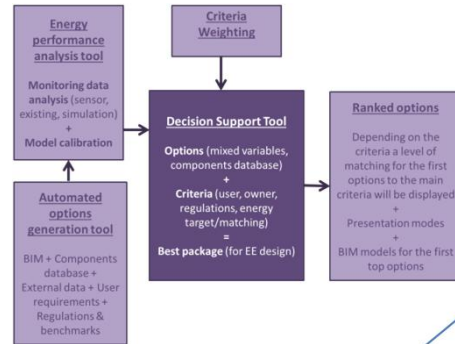 Energy
performance
analysis tool
Monitoring data
analysis (sensor,
existing, simulation)
+
Model calibration
Automated
options
generation tool
BIM + Components
database +
External data + User
requirements +
Regulations &
benchmarks
Criteria
Weighting
Decision Support Tool
Options (mixed variables,
components database)
+
Criteria (user, owner,
regulations, energy
target/matching)
=
Best package (for EE design)
Ranked options
Depending on the
criteria a level of
matching for the first
options to the main
criteria will be displayed
+
Presentation modes
+
BIM models for the first
top options